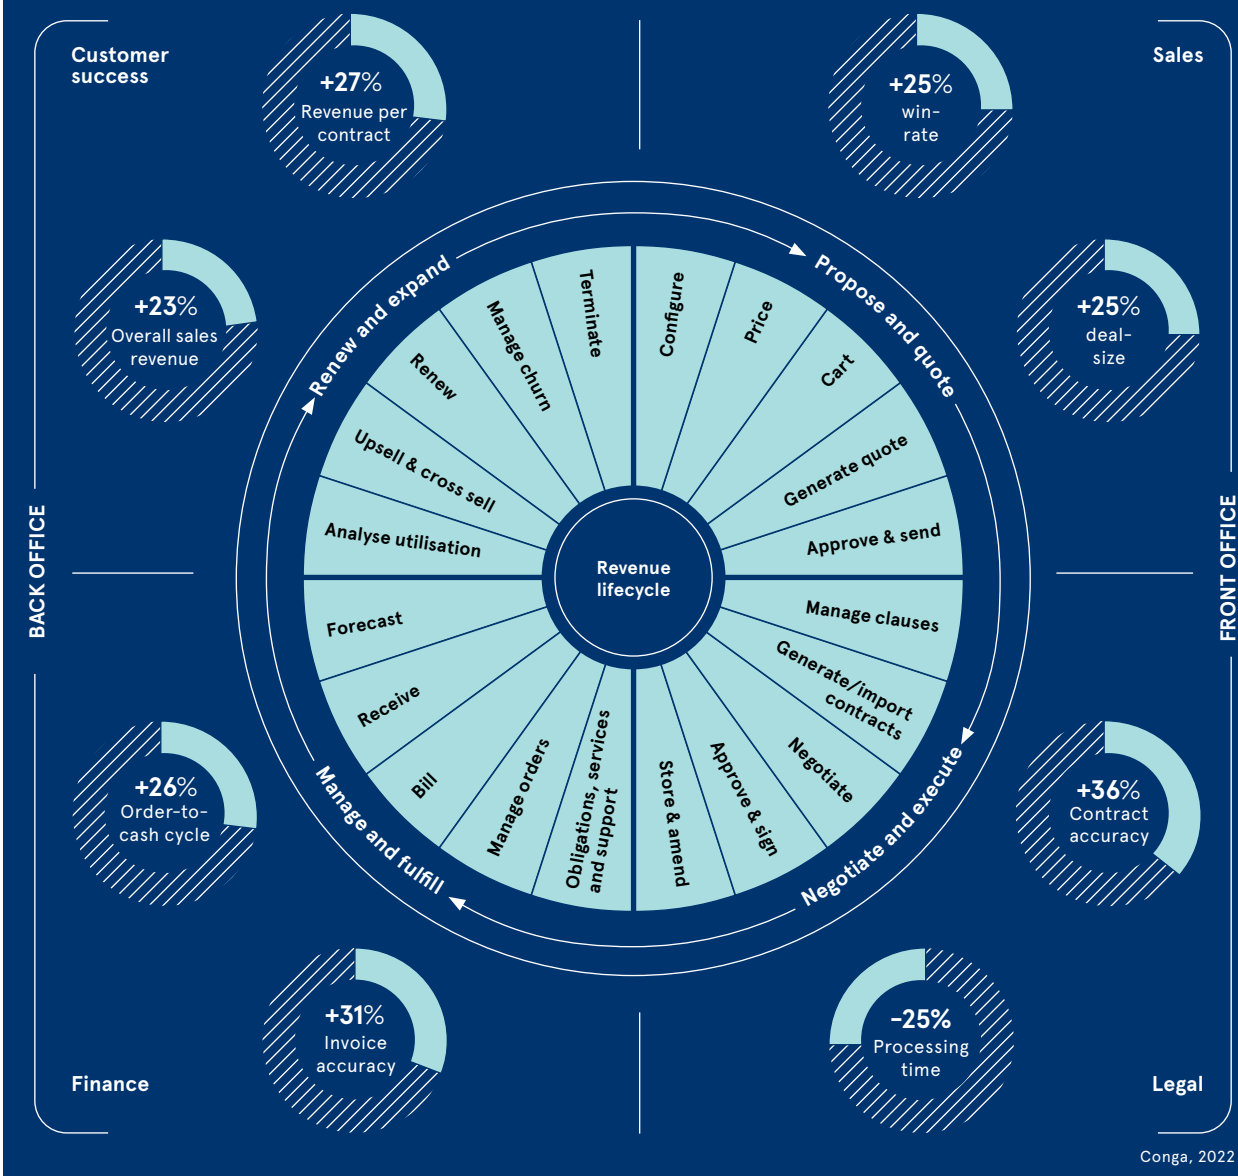 Customer
success
+27%
Revenue per
contract
+25%
win-
rate
Sales
+23%
Overall sales
revenue
+25%
deal-
size
BACK OFFICE
FRONT OFFICE
Renew and expand
Propose and quote
Negotiate and execute
Manage and fulfill
Revenue
lifecycle
Configure
Price
Cart
Generate quote
Approve & send
Manage clauses
Generate/import
contracts
Negotiate
Approve & sign
Store & amend
Obligations, services
and support
Manage orders
Bill
Receive
Forecast
Analyse utilisation
Upsell & cross sell
Renew
Manage churn
Terminate
+26%
Order-to-
cash cycle
+36%
Contract
accuracy
+31%
Invoice
accuracy
-25%
Processing
time
Finance
Legal
Conga, 2022